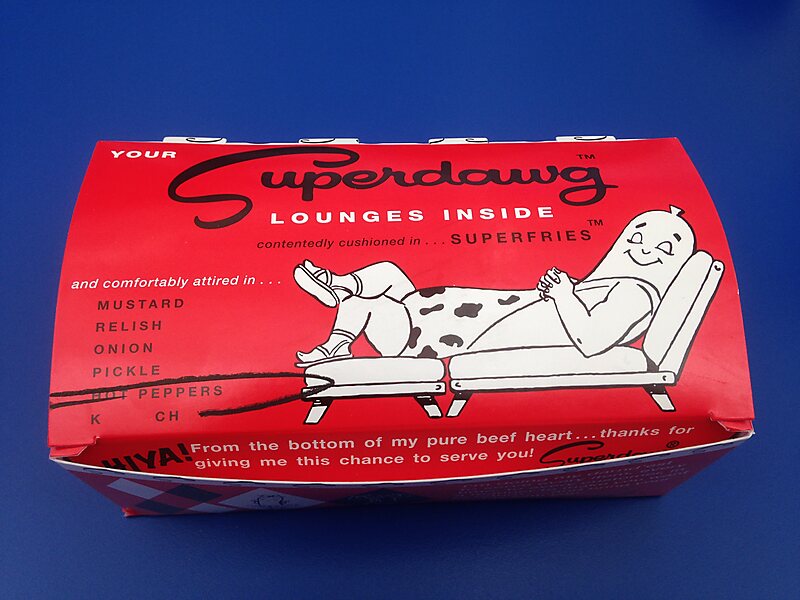 YOUR
Superdawg™
LOUNGES INSIDE
contentedly cushioned in . . . SUPERFRIES™
and comfortably attired in . . .
MUSTARD
RELISH
ONION
PICKLE
HOT PEPPERS
K CH
HIYA! From the bottom of my pure beef heart...thanks for
giving me this chance to serve you!